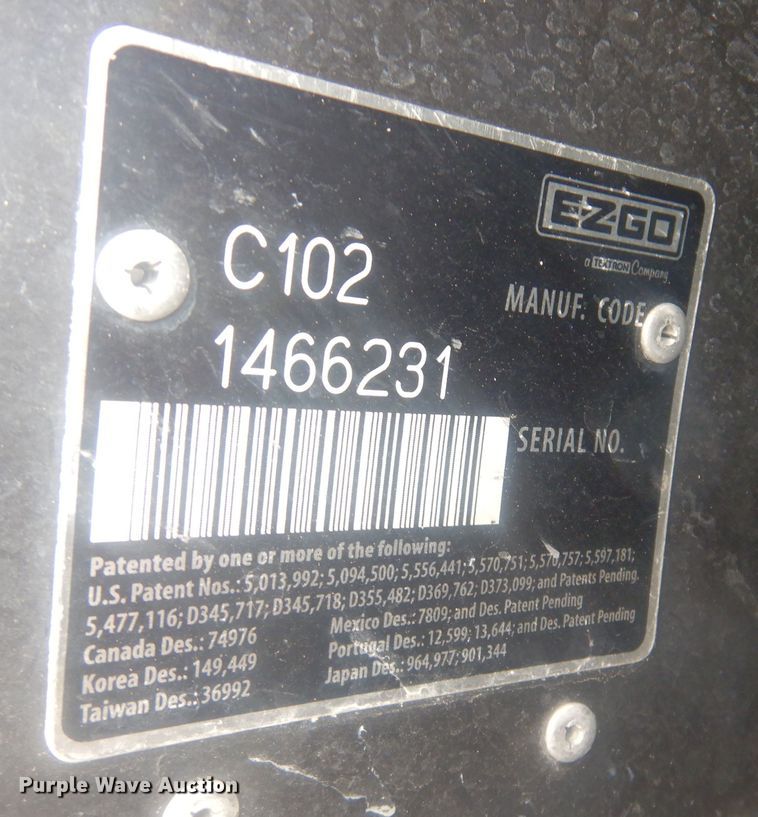 EZGO
a TEXTRON Company
C102
MANUF. CODE
1466231
SERIAL NO.
Patented by one or more of the following:
U.S. Patent Nos.: 5,013,992; 5,094,500; 5,556,441; 5,570,751; 5,570,757; 5,597,181;
5,477,116; D345,717; D345,718; D355,482; D369,762; D373,099; and Patents Pending.
Canada Des.: 74976
Korea Des.: 149,449
Taiwan Des.: 36992
Mexico Des.: 7809; and Des. Patent Pending
Portugal Des.: 12,599; 13,644; and Des. Patent Pending
Japan Des.: 964,977; 901,344
Purple Wave Auction